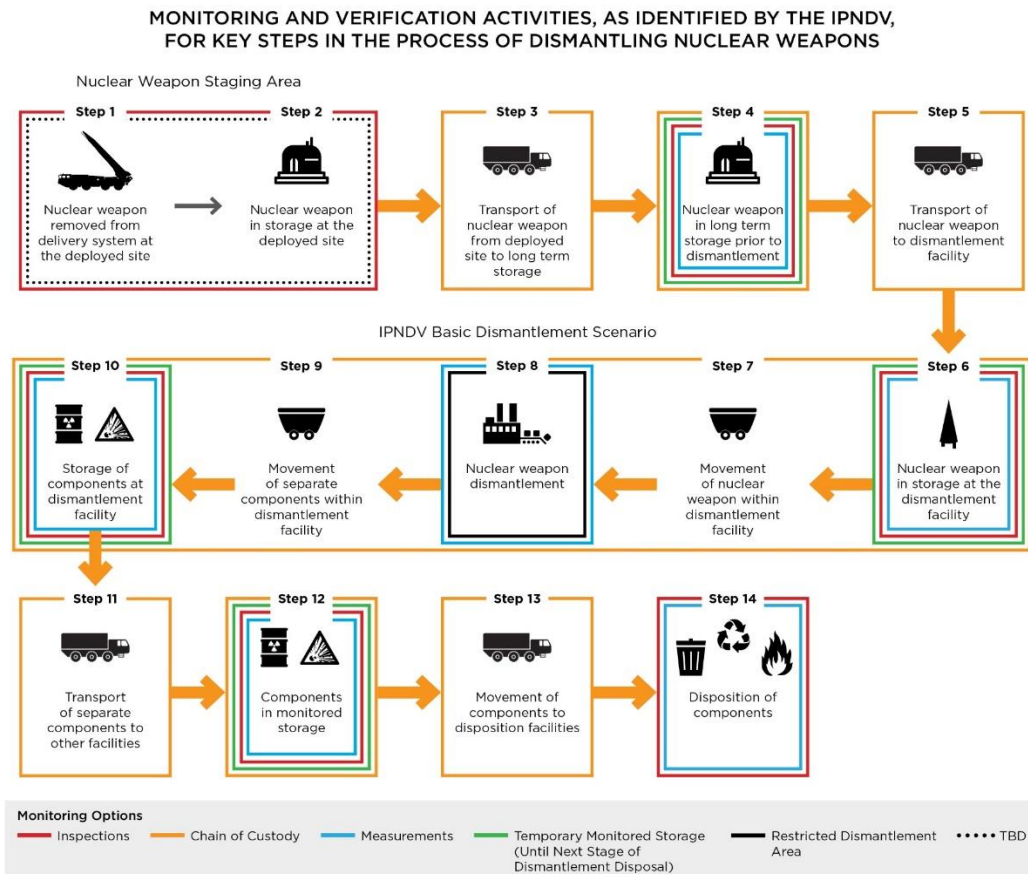 MONITORING AND VERIFICATION ACTIVITIES, AS IDENTIFIED BY THE IPNDV,
FOR KEY STEPS IN THE PROCESS OF DISMANTLING NUCLEAR WEAPONS
Nuclear Weapon Staging Area
Step 1
Nuclear weapon
removed from
delivery system at
the deployed site
Step 2
Nuclear weapon
in storage at the
deployed site
Step 3
Transport of
nuclear weapon
from deployed
site to long term
storage
Step 4
Nuclear weapon
in long term
storage prior to
dismantlement
Step 5
Transport of
nuclear weapon
to dismantlement
facility
IPNDV Basic Dismantlement Scenario
Step 10
Storage of
components at
dismantlement
facility
Step 9
Movement
of separate
components within
dismantlement
facility
Step 8
Nuclear weapon
dismantlement
Step 7
Movement
of nuclear
weapon within
dismantlement
facility
Step 6
Nuclear weapon
in storage at the
dismantlement
facility
Step 11
Transport
of separate
components to
other facilities
Step 12
Components
in monitored
storage
Step 13
Movement of
components to
disposition facilities
Step 14
Disposition of
components
Monitoring Options
Inspections
Chain of Custody
Measurements
Temporary Monitored Storage
(Until Next Stage of
Dismantlement Disposal)
Restricted Dismantlement
Area
TBD